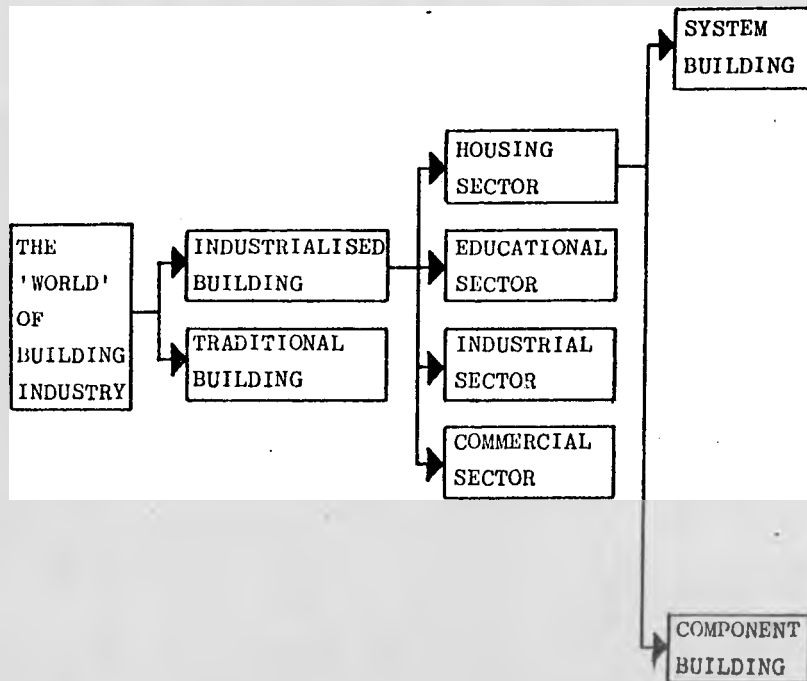 THE
'WORLD'
OF
BUILDING
INDUSTRY
INDUSTRIALISED
BUILDING
TRADITIONAL
BUILDING
HOUSING
SECTOR
EDUCATIONAL
SECTOR
INDUSTRIAL
SECTOR
COMMERCIAL
SECTOR
SYSTEM
BUILDING
COMPONENT
BUILDING